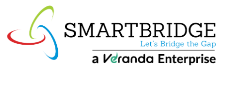 SMARTBRIDGE
Let's Bridge the Gap
a Veranda Enterprise